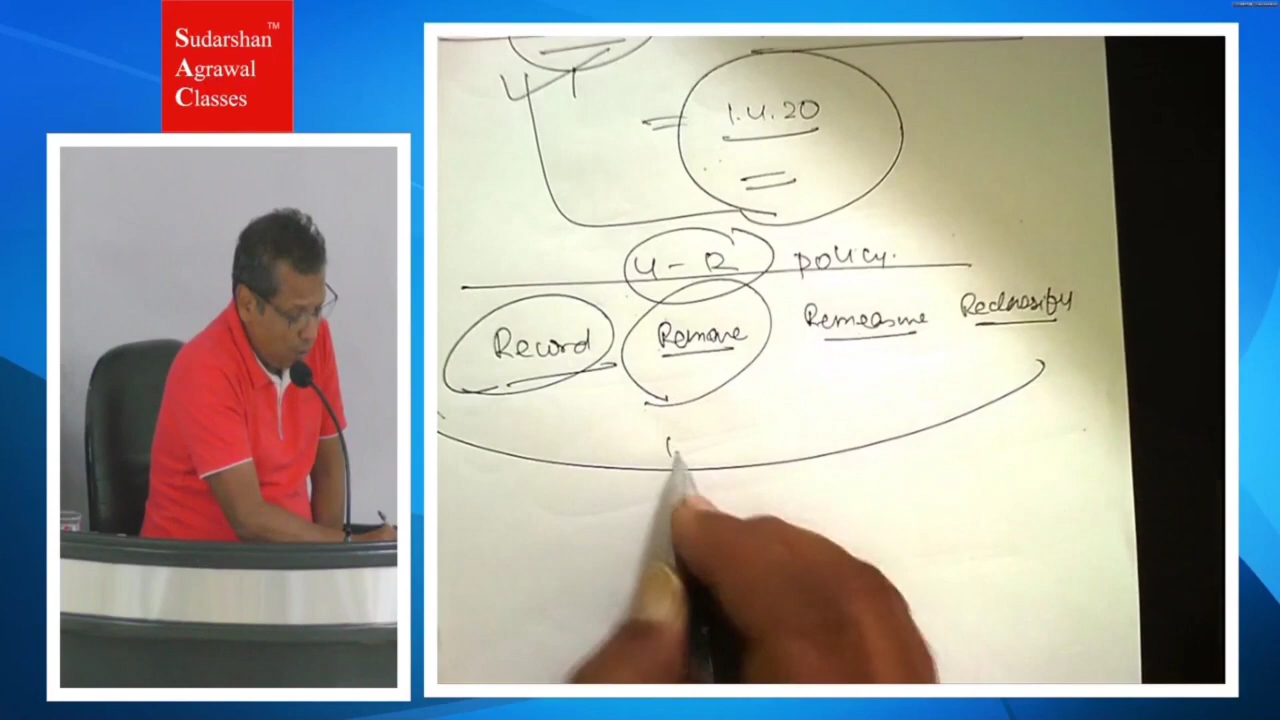 Sudarshan™
Agrawal
Classes
1.4.20
4-R policy.
Record Remove Remeasure Reclassify